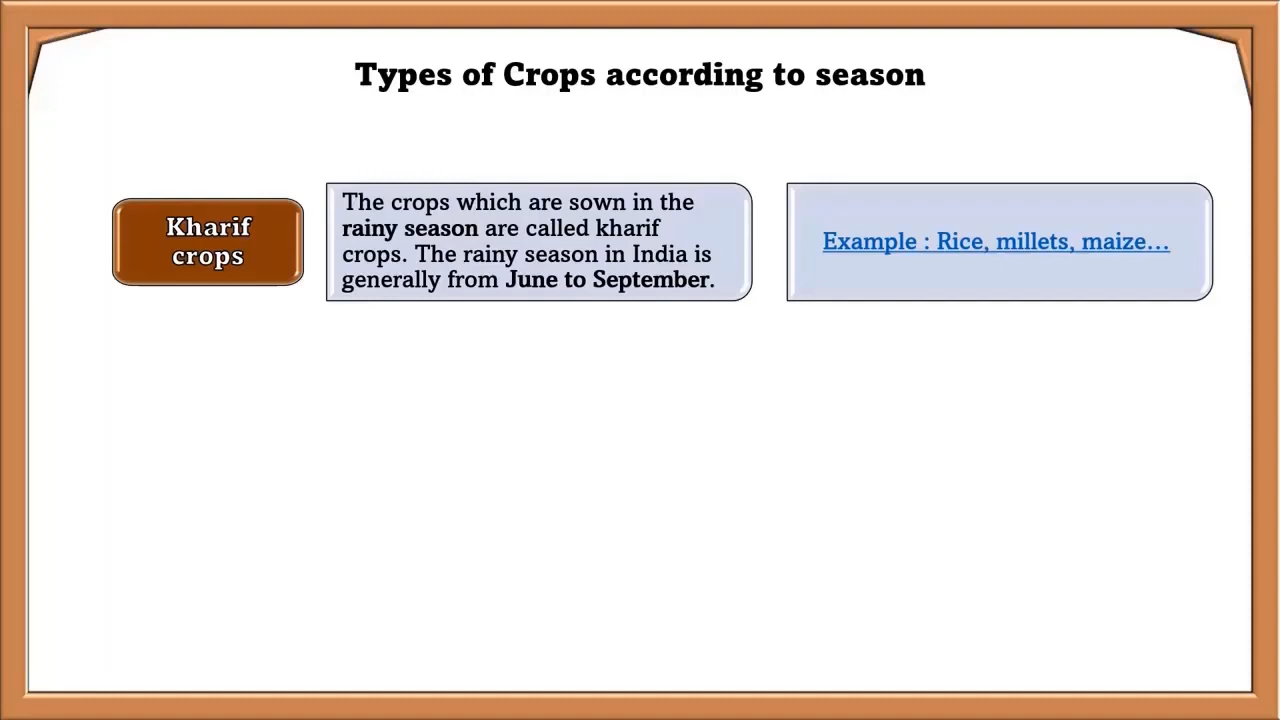 Types of Crops according to season
Kharif
crops
The crops which are sown in the
rainy season are called kharif
crops. The rainy season in India is
generally from June to September.
Example : Rice, millets, maize...